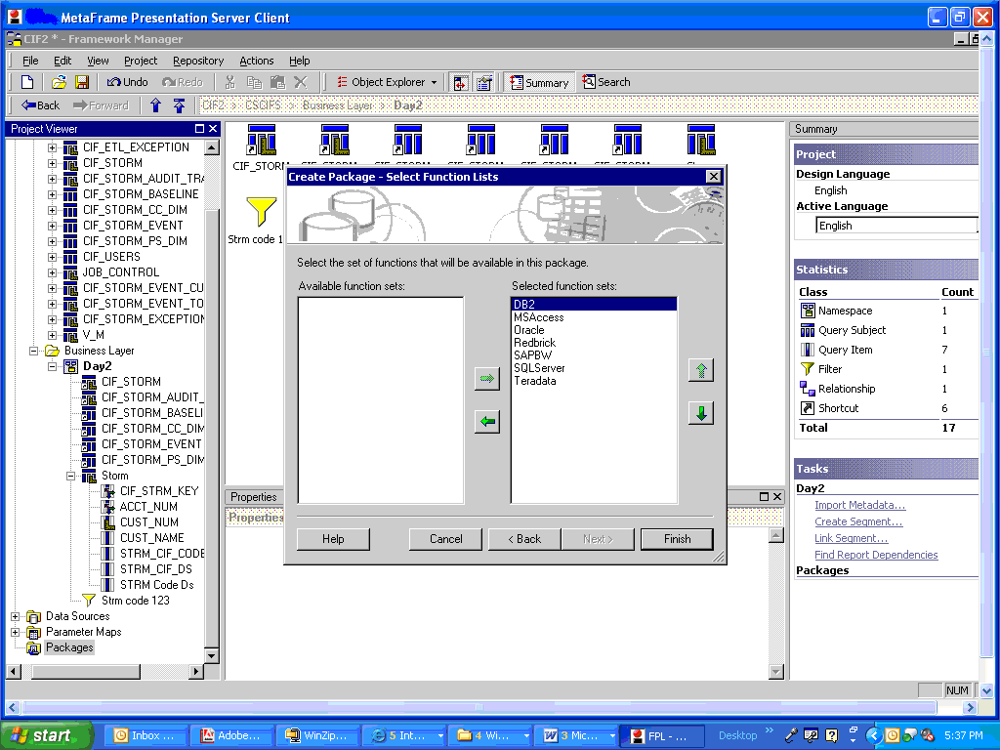 MetaFrame Presentation Server Client
CIF2 * - Framework Manager
File Edit View Project Repository Actions Help
Undo Redo Object Explorer Summary Search
Back Forward CIF2 > CSCIFS > Business Layer > Day2
Project Viewer
CIF_ETL_EXCEPTION
CIF_STORM
CIF_STORM_AUDIT_TRA
CIF_STORM_BASELINE
CIF_STORM_CC_DIM
CIF_STORM_EVENT
CIF_STORM_PS_DIM
CIF_USERS
JOB_CONTROL
CIF_STORM_EVENT_CU
CIF_STORM_EVENT_TO
CIF_STORM_EXCEPTION
V_M
Business Layer
Day2
CIF_STORM
CIF_STORM_AUDIT_
CIF_STORM_BASELI
CIF_STORM_CC_DIM
CIF_STORM_EVENT
CIF_STORM_PS_DIM
Storm
CIF_STRM_KEY
ACCT_NUM
CUST_NUM
CUST_NAME
STRM_CIF_CODE
STRM_CIF_DS
STRM Code Ds
Strm code 123
Data Sources
Parameter Maps
Packages
CIF_STOR
Strm code 1
Create Package - Select Function Lists
Select the set of functions that will be available in this package.
Available function sets:
Selected function sets:
DB2
MSAccess
Oracle
Redbrick
SAPBW
SQLServer
Teradata
Help Cancel < Back Next > Finish
Properties
Properties
Summary
Project
Design Language
English
Active Language
English
Statistics
Class Count
Namespace 1
Query Subject 1
Query Item 7
Filter 1
Relationship 1
Shortcut 6
Total 17
Tasks
Day2
Import Metadata...
Create Segment...
Link Segment...
Find Report Dependencies
Packages
NUM
start Inbox ... Adobe... WinZip... 5 Int... 4 Wi... 3 Mic... FPL - ... Desktop » 5:37 PM